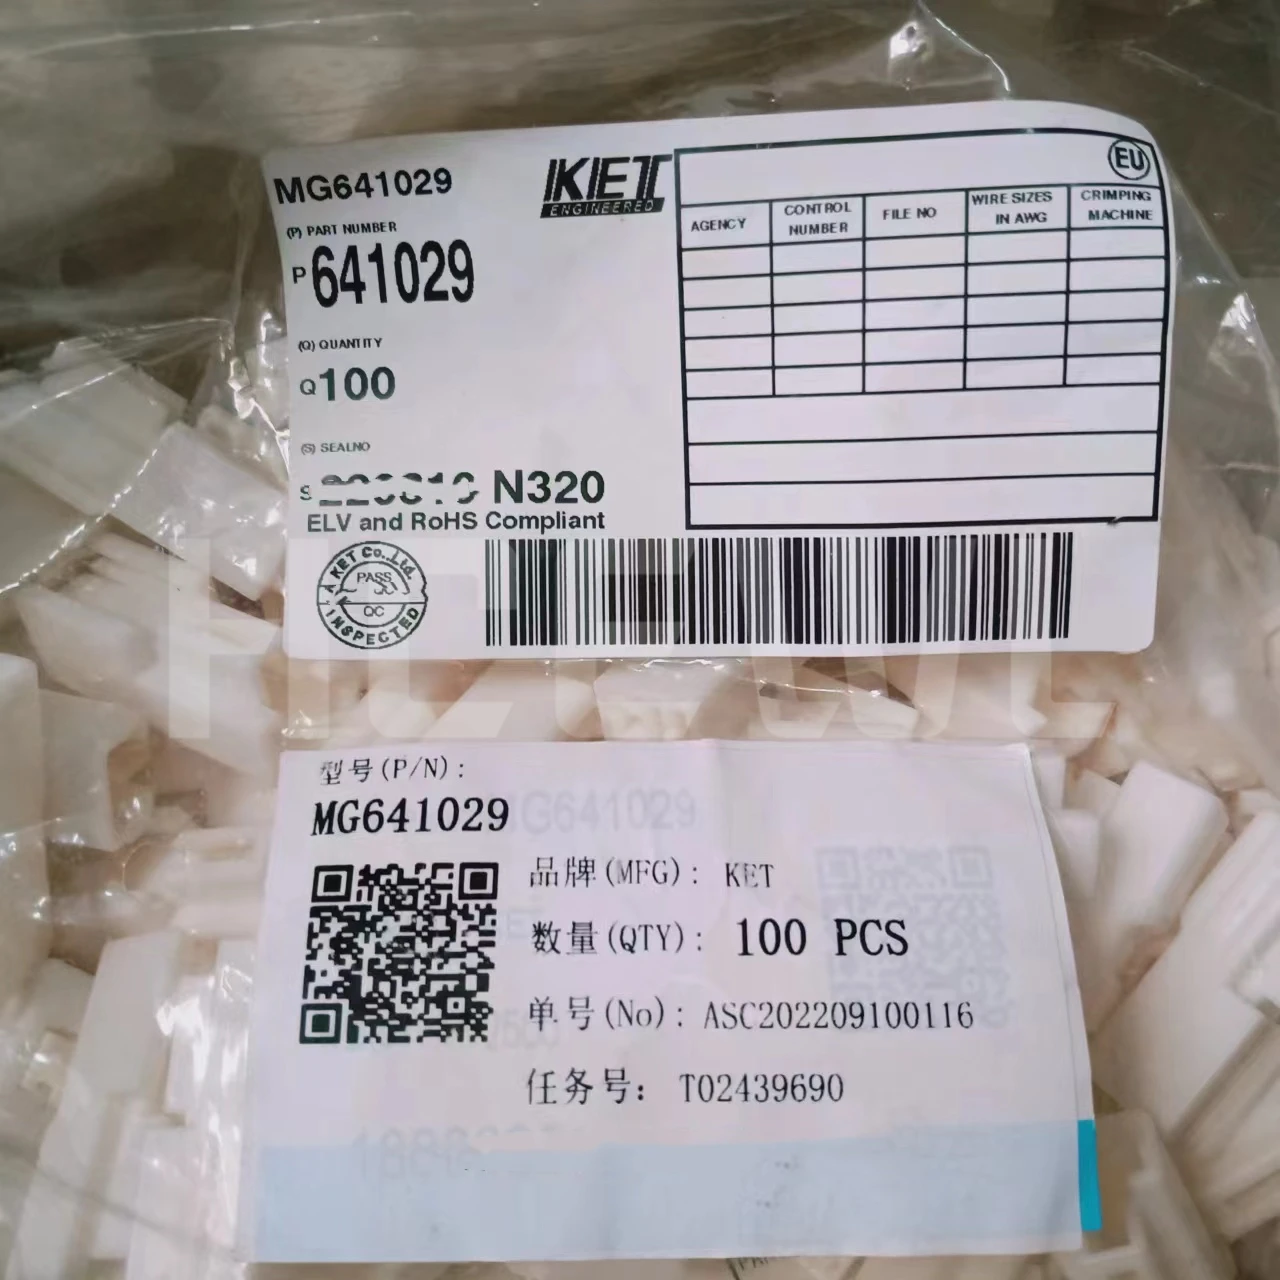 MG641029
KET
ENGINEERED
(P) PART NUMBER
P641029
(Q) QUANTITY
Q100
(S) SEALNO
S N320
ELV and RoHS Compliant
KET Co.,Ltd.
PASS
QC
INSPECTED
EU
AGENCY
CONTROL NUMBER
FILE NO
WIRE SIZES IN AWG
CRIMPING MACHINE
型号(P/N):
MG641029
MG641029
品牌(MFG): KET
数量(QTY): 100 PCS
单号(No): ASC202209100116
任务号: T02439690